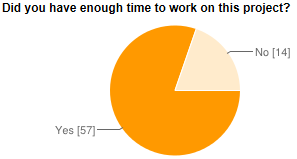 Did you have enough time to work on this project?
No [14]
Yes [57]